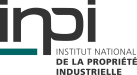 inpi
INSTITUT NATIONAL
DE LA PROPRIÉTÉ
INDUSTRIELLE